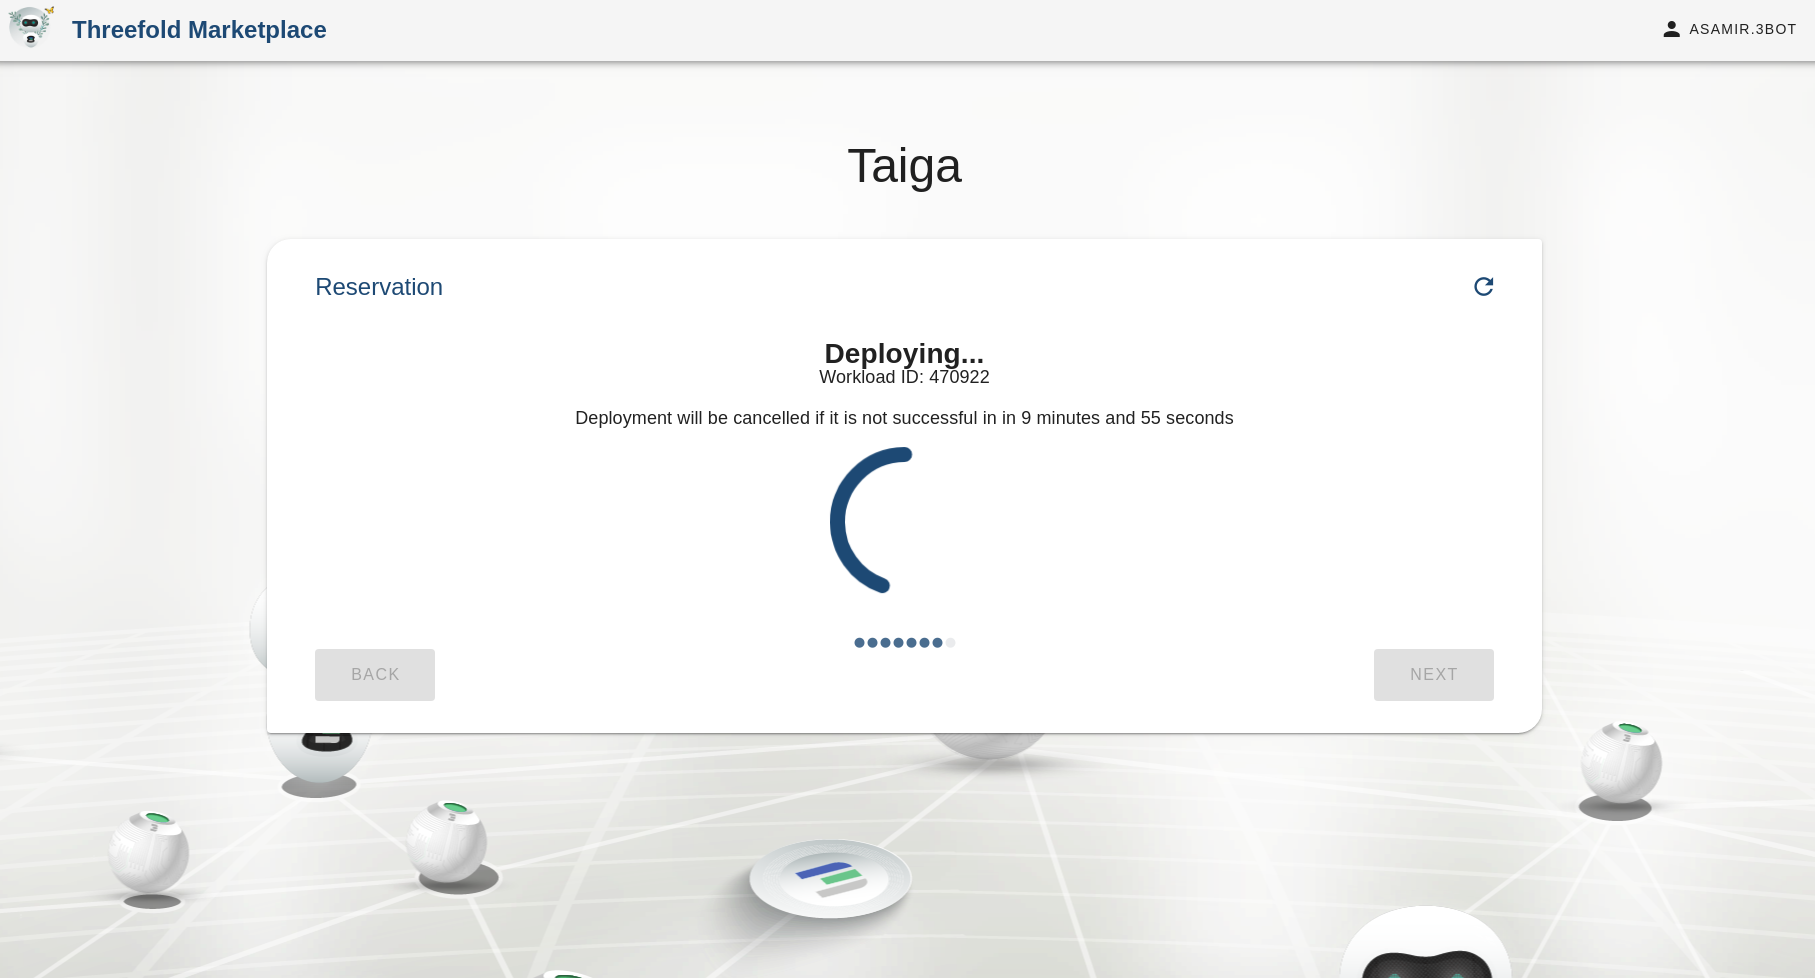 Threefold Marketplace
ASAMIR.3BOT
Taiga
Reservation
Deploying...
Workload ID: 470922
Deployment will be cancelled if it is not successful in in 9 minutes and 55 seconds
BACK
NEXT